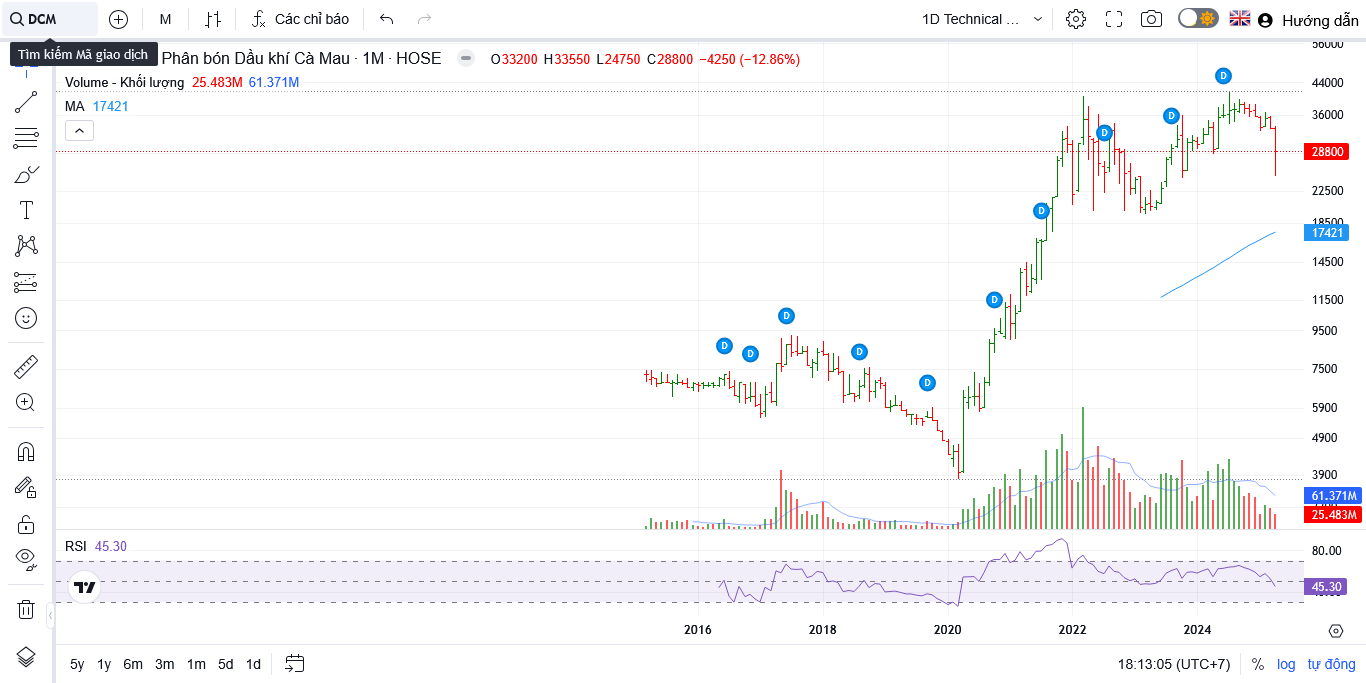 DCM M Các chỉ báo 1D Technical ... Hướng dẫn
Tìm kiếm Mã giao dịch
Phân bón Dầu khí Cà Mau · 1M · HOSE O33200 H33550 L24750 C28800 −4250 (−12.86%)
Volume - Khối lượng 25.483M 61.371M
MA 17421
D
D
D
D
D
D
D
D
D
D
56000
44000
36000
28800
22500
18500
17421
14500
11500
9500
7500
5900
4900
3900
61.371M
25.483M
RSI 45.30
80.00
45.30
2016 2018 2020 2022 2024
5y 1y 6m 3m 1m 5d 1d 18:13:05 (UTC+7) % log tự động